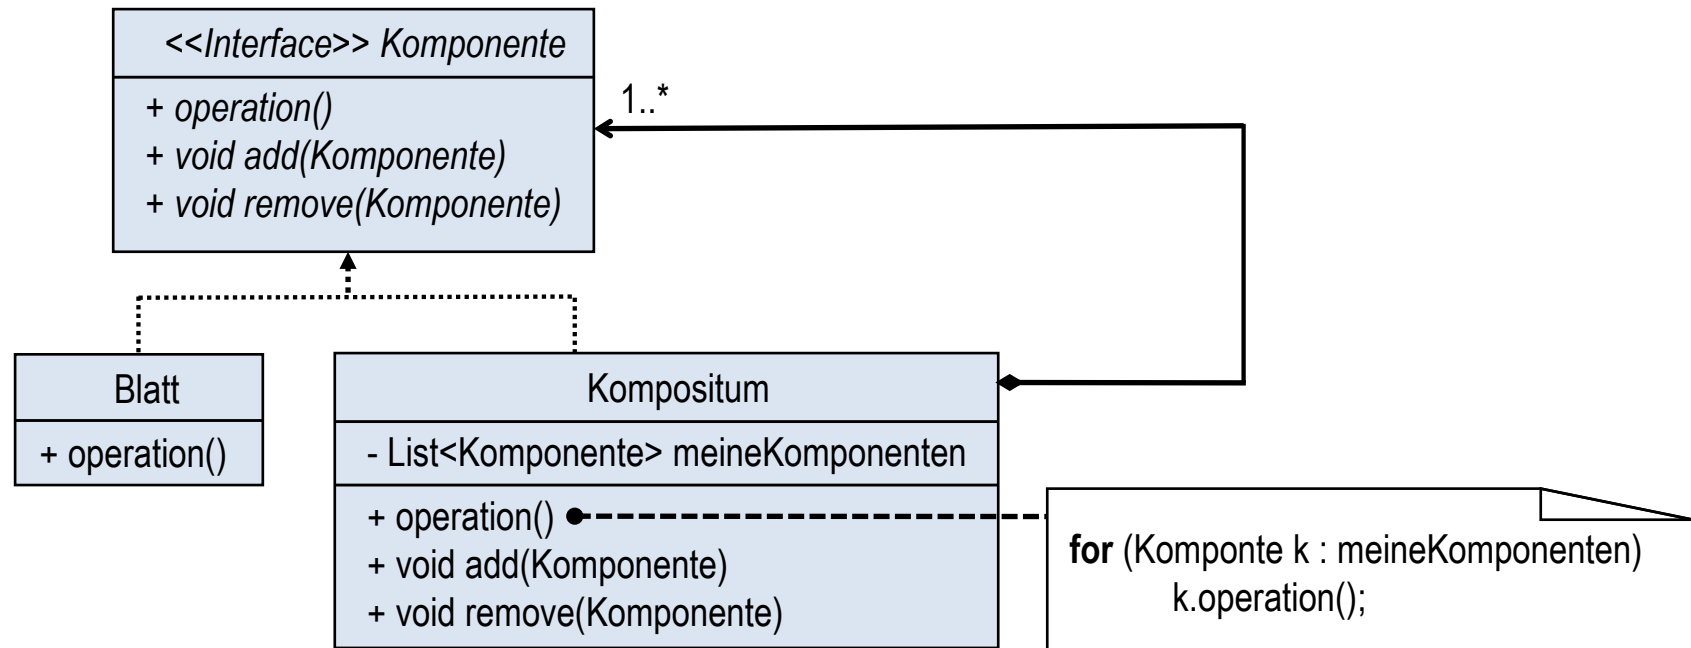 <<Interface>> Komponente
+ operation()
+ void add(Komponente)
+ void remove(Komponente)
1..*
Blatt
+ operation()
Kompositum
- List<Komponente> meineKomponenten
+ operation()
+ void add(Komponente)
+ void remove(Komponente)
for (Komponte k : meineKomponenten)
k.operation();